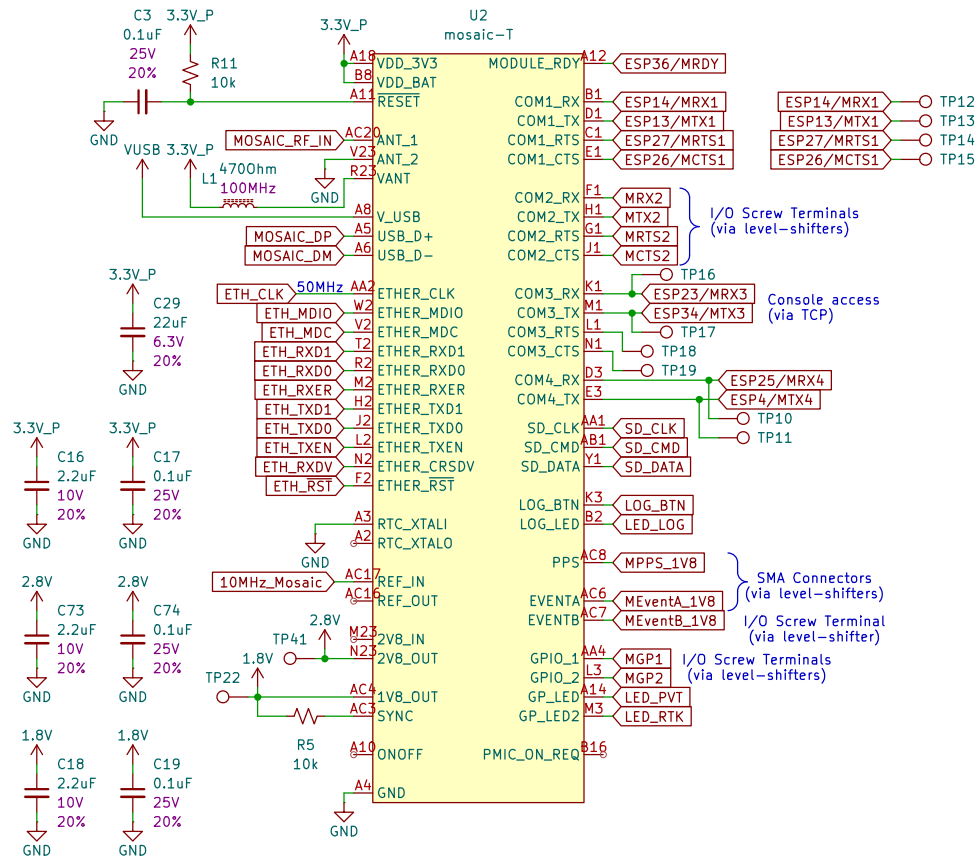 U2
mosaic-T
C3
0.1uF
25V
20%
3.3V_P
R11
10k
GND
3.3V_P
MOSAIC_RF_IN
VUSB
3.3V_P
L1
470Ohm
100MHz
GND
MOSAIC_DP
MOSAIC_DM
ETH_CLK
50MHz
ETH_MDIO
ETH_MDC
ETH_RXD1
ETH_RXD0
ETH_RXER
ETH_TXD1
ETH_TXD0
ETH_TXEN
ETH_RXDV
ETH_RST
GND
10MHz_Mosaic
2.8V
TP41
1.8V
TP22
R5
10k
GND
A18 VDD_3V3
B8 VDD_BAT
A11 RESET
AC20 ANT_1
V23 ANT_2
R23 VANT
A8 V_USB
A5 USB_D+
A6 USB_D-
AA2 ETHER_CLK
W2 ETHER_MDIO
V2 ETHER_MDC
T2 ETHER_RXD1
R2 ETHER_RXD0
M2 ETHER_RXER
H2 ETHER_TXD1
J2 ETHER_TXD0
L2 ETHER_TXEN
N2 ETHER_CRSDV
F2 ETHER_RST
A3 RTC_XTALI
A2 RTC_XTALO
AC17 REF_IN
AC16 REF_OUT
M23 2V8_IN
N23 2V8_OUT
AC4 1V8_OUT
AC3 SYNC
A10 ONOFF
A4 GND
MODULE_RDY A12 ESP36/MRDY
COM1_RX B1 ESP14/MRX1
COM1_TX D1 ESP13/MTX1
COM1_RTS C1 ESP27/MRTS1
COM1_CTS E1 ESP26/MCTS1
COM2_RX F1 MRX2
COM2_TX H1 MTX2
COM2_RTS G1 MRTS2
COM2_CTS J1 MCTS2
I/O Screw Terminals
(via level-shifters)
TP16
COM3_RX K1 ESP23/MRX3
COM3_TX M1 ESP34/MTX3
COM3_RTS L1 TP17
COM3_CTS N1 TP18
TP19
Console access
(via TCP)
COM4_RX D3 ESP25/MRX4
COM4_TX E3 ESP4/MTX4
TP10
TP11
SD_CLK AA1 SD_CLK
SD_CMD AB1 SD_CMD
SD_DATA Y1 SD_DATA
LOG_BTN K3 LOG_BTN
LOG_LED B2 LED_LOG
PPS AC8 MPPS_1V8
EVENTA AC6 MEventA_1V8
EVENTB AC7 MEventB_1V8
SMA Connectors
(via level-shifters)
I/O Screw Terminal
(via level-shifter)
GPIO_1 AA4 MGP1
GPIO_2 L3 MGP2
I/O Screw Terminals
(via level-shifters)
GP_LED A14 LED_PVT
GP_LED2 M3 LED_RTK
PMIC_ON_REQ B16
ESP14/MRX1 TP12
ESP13/MTX1 TP13
ESP27/MRTS1 TP14
ESP26/MCTS1 TP15
3.3V_P
C29
22uF
6.3V
20%
GND
3.3V_P
C16
2.2uF
10V
20%
GND
3.3V_P
C17
0.1uF
25V
20%
GND
2.8V
C73
2.2uF
10V
20%
GND
2.8V
C74
0.1uF
25V
20%
GND
1.8V
C18
2.2uF
10V
20%
GND
1.8V
C19
0.1uF
25V
20%
GND